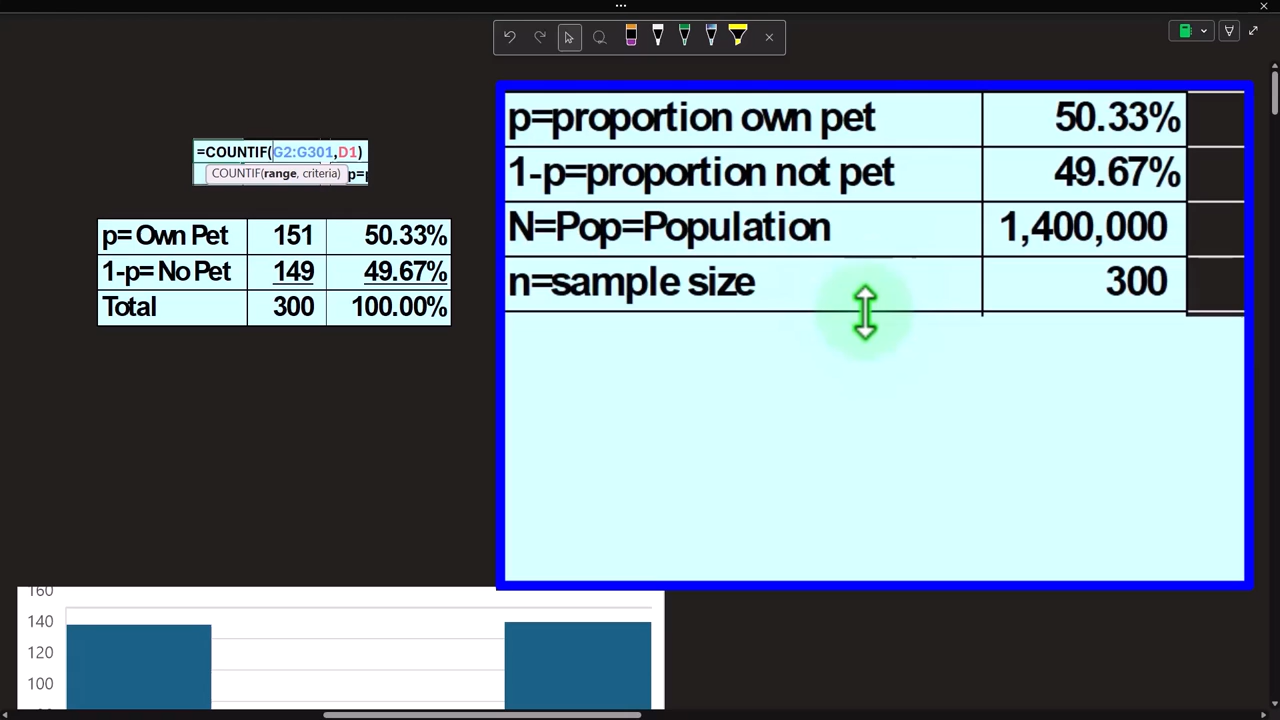 =COUNTIF(G2:G301,D1)
COUNTIF(range, criteria)
p=
p= Own Pet 151 50.33%
1-p= No Pet 149 49.67%
Total 300 100.00%
p=proportion own pet 50.33%
1-p=proportion not pet 49.67%
N=Pop=Population 1,400,000
n=sample size 300
160
140
120
100